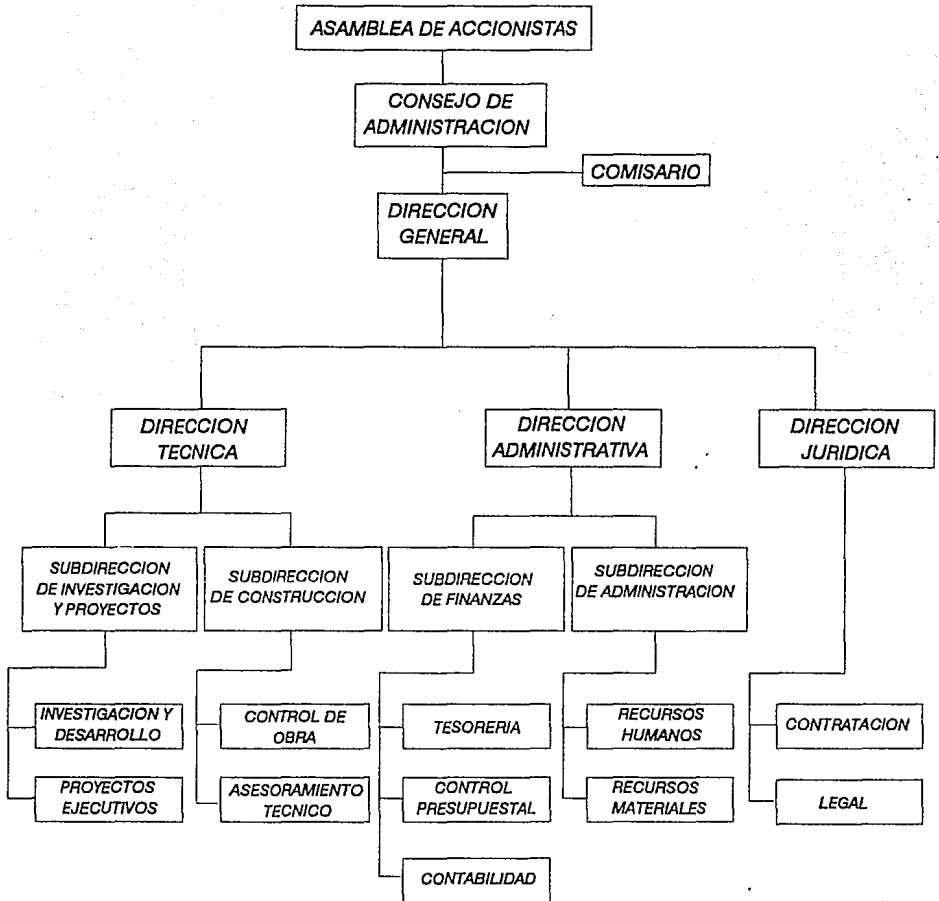 ASAMBLEA DE ACCIONISTAS
CONSEJO DE
ADMINISTRACION
COMISARIO
DIRECCION
GENERAL
DIRECCION
TECNICA
DIRECCION
ADMINISTRATIVA
DIRECCION
JURIDICA
SUBDIRECCION
DE INVESTIGACION
Y PROYECTOS
SUBDIRECCION
DE CONSTRUCCION
SUBDIRECCION
DE FINANZAS
SUBDIRECCION
DE ADMINISTRACION
INVESTIGACION Y
DESARROLLO
CONTROL DE
OBRA
TESORERIA
RECURSOS
HUMANOS
CONTRATACION
PROYECTOS
EJECUTIVOS
ASESORAMIENTO
TECNICO
CONTROL
PRESUPUESTAL
RECURSOS
MATERIALES
LEGAL
CONTABILIDAD